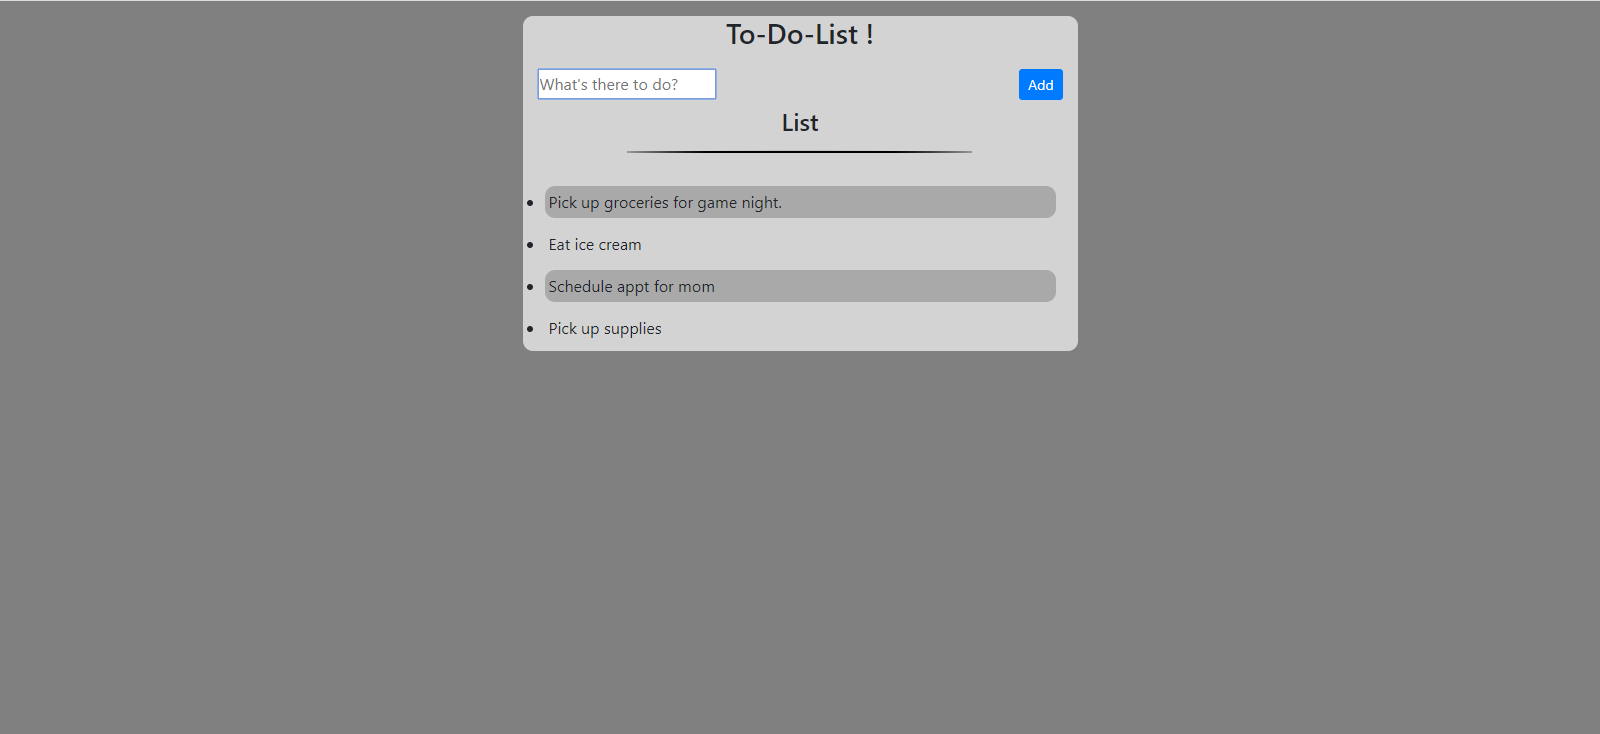 To-Do-List !
What's there to do?
Add
List
Pick up groceries for game night.
Eat ice cream
Schedule appt for mom
Pick up supplies